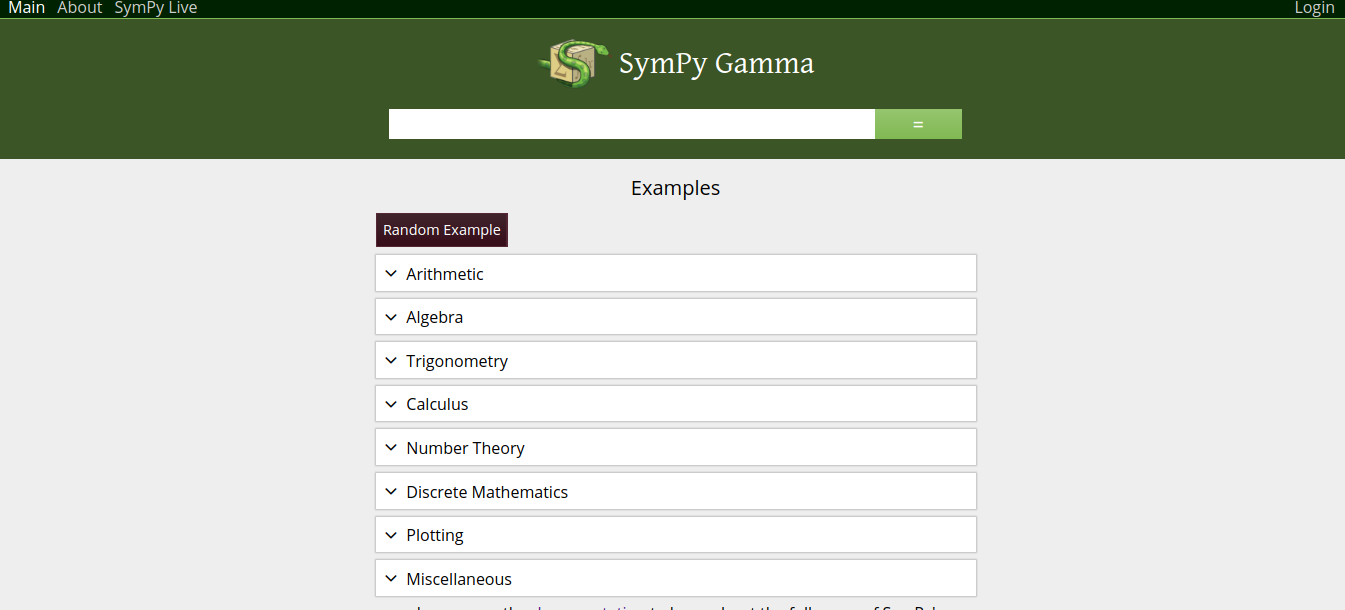 Main About SymPy Live Login
SymPy Gamma
=
Examples
Random Example
Arithmetic
Algebra
Trigonometry
Calculus
Number Theory
Discrete Mathematics
Plotting
Miscellaneous